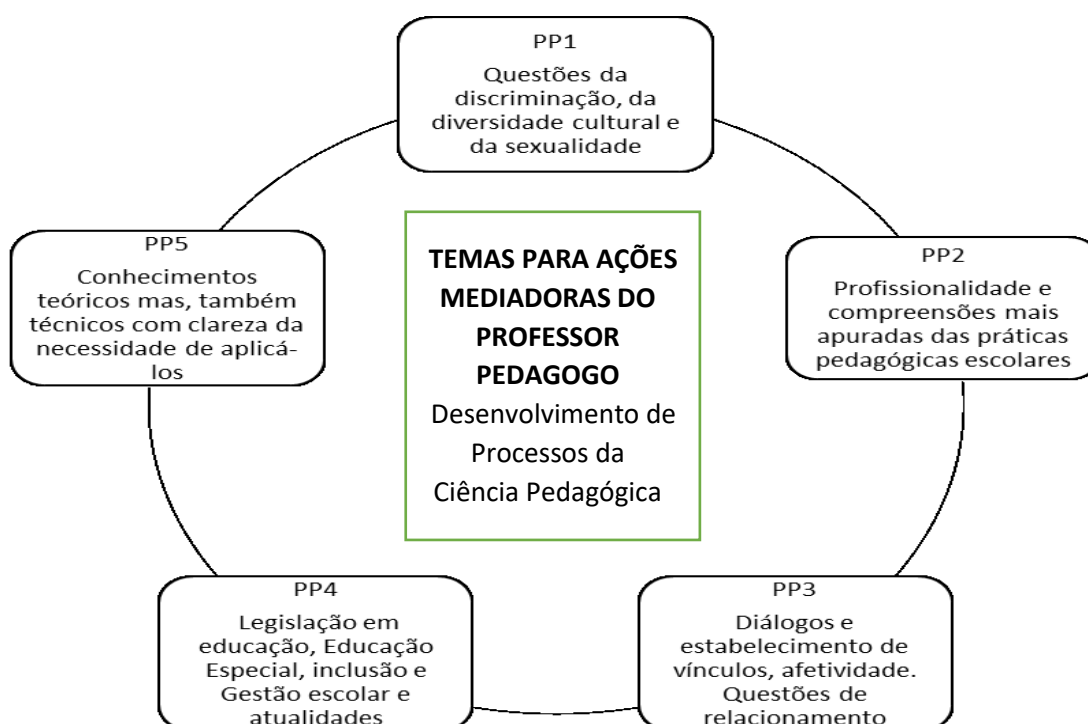 PP1
Questões da
discriminação, da
diversidade cultural e
da sexualidade
PP5
Conhecimentos
teóricos mas, também
técnicos com clareza da
necessidade de aplicá-
los
TEMAS PARA AÇÕES
MEDIADORAS DO
PROFESSOR
PEDAGOGO
Desenvolvimento de
Processos da
Ciência Pedagógica
PP2
Profissionalidade e
compreensões mais
apuradas das práticas
pedagógicas escolares
PP4
Legislação em
educação, Educação
Especial, inclusão e
Gestão escolar e
atualidades
PP3
Diálogos e
estabelecimento de
vínculos, afetividade.
Questões de
relacionamento